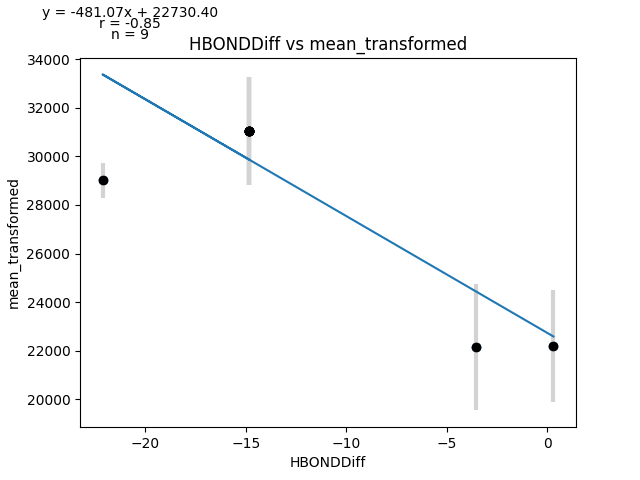 y = -481.07x + 22730.40
r = -0.85
n = 9
HBONDDiff vs mean_transformed
34000
32000
30000
28000
26000
24000
22000
20000
mean_transformed
−20
−15
−10
−5
0
HBONDDiff